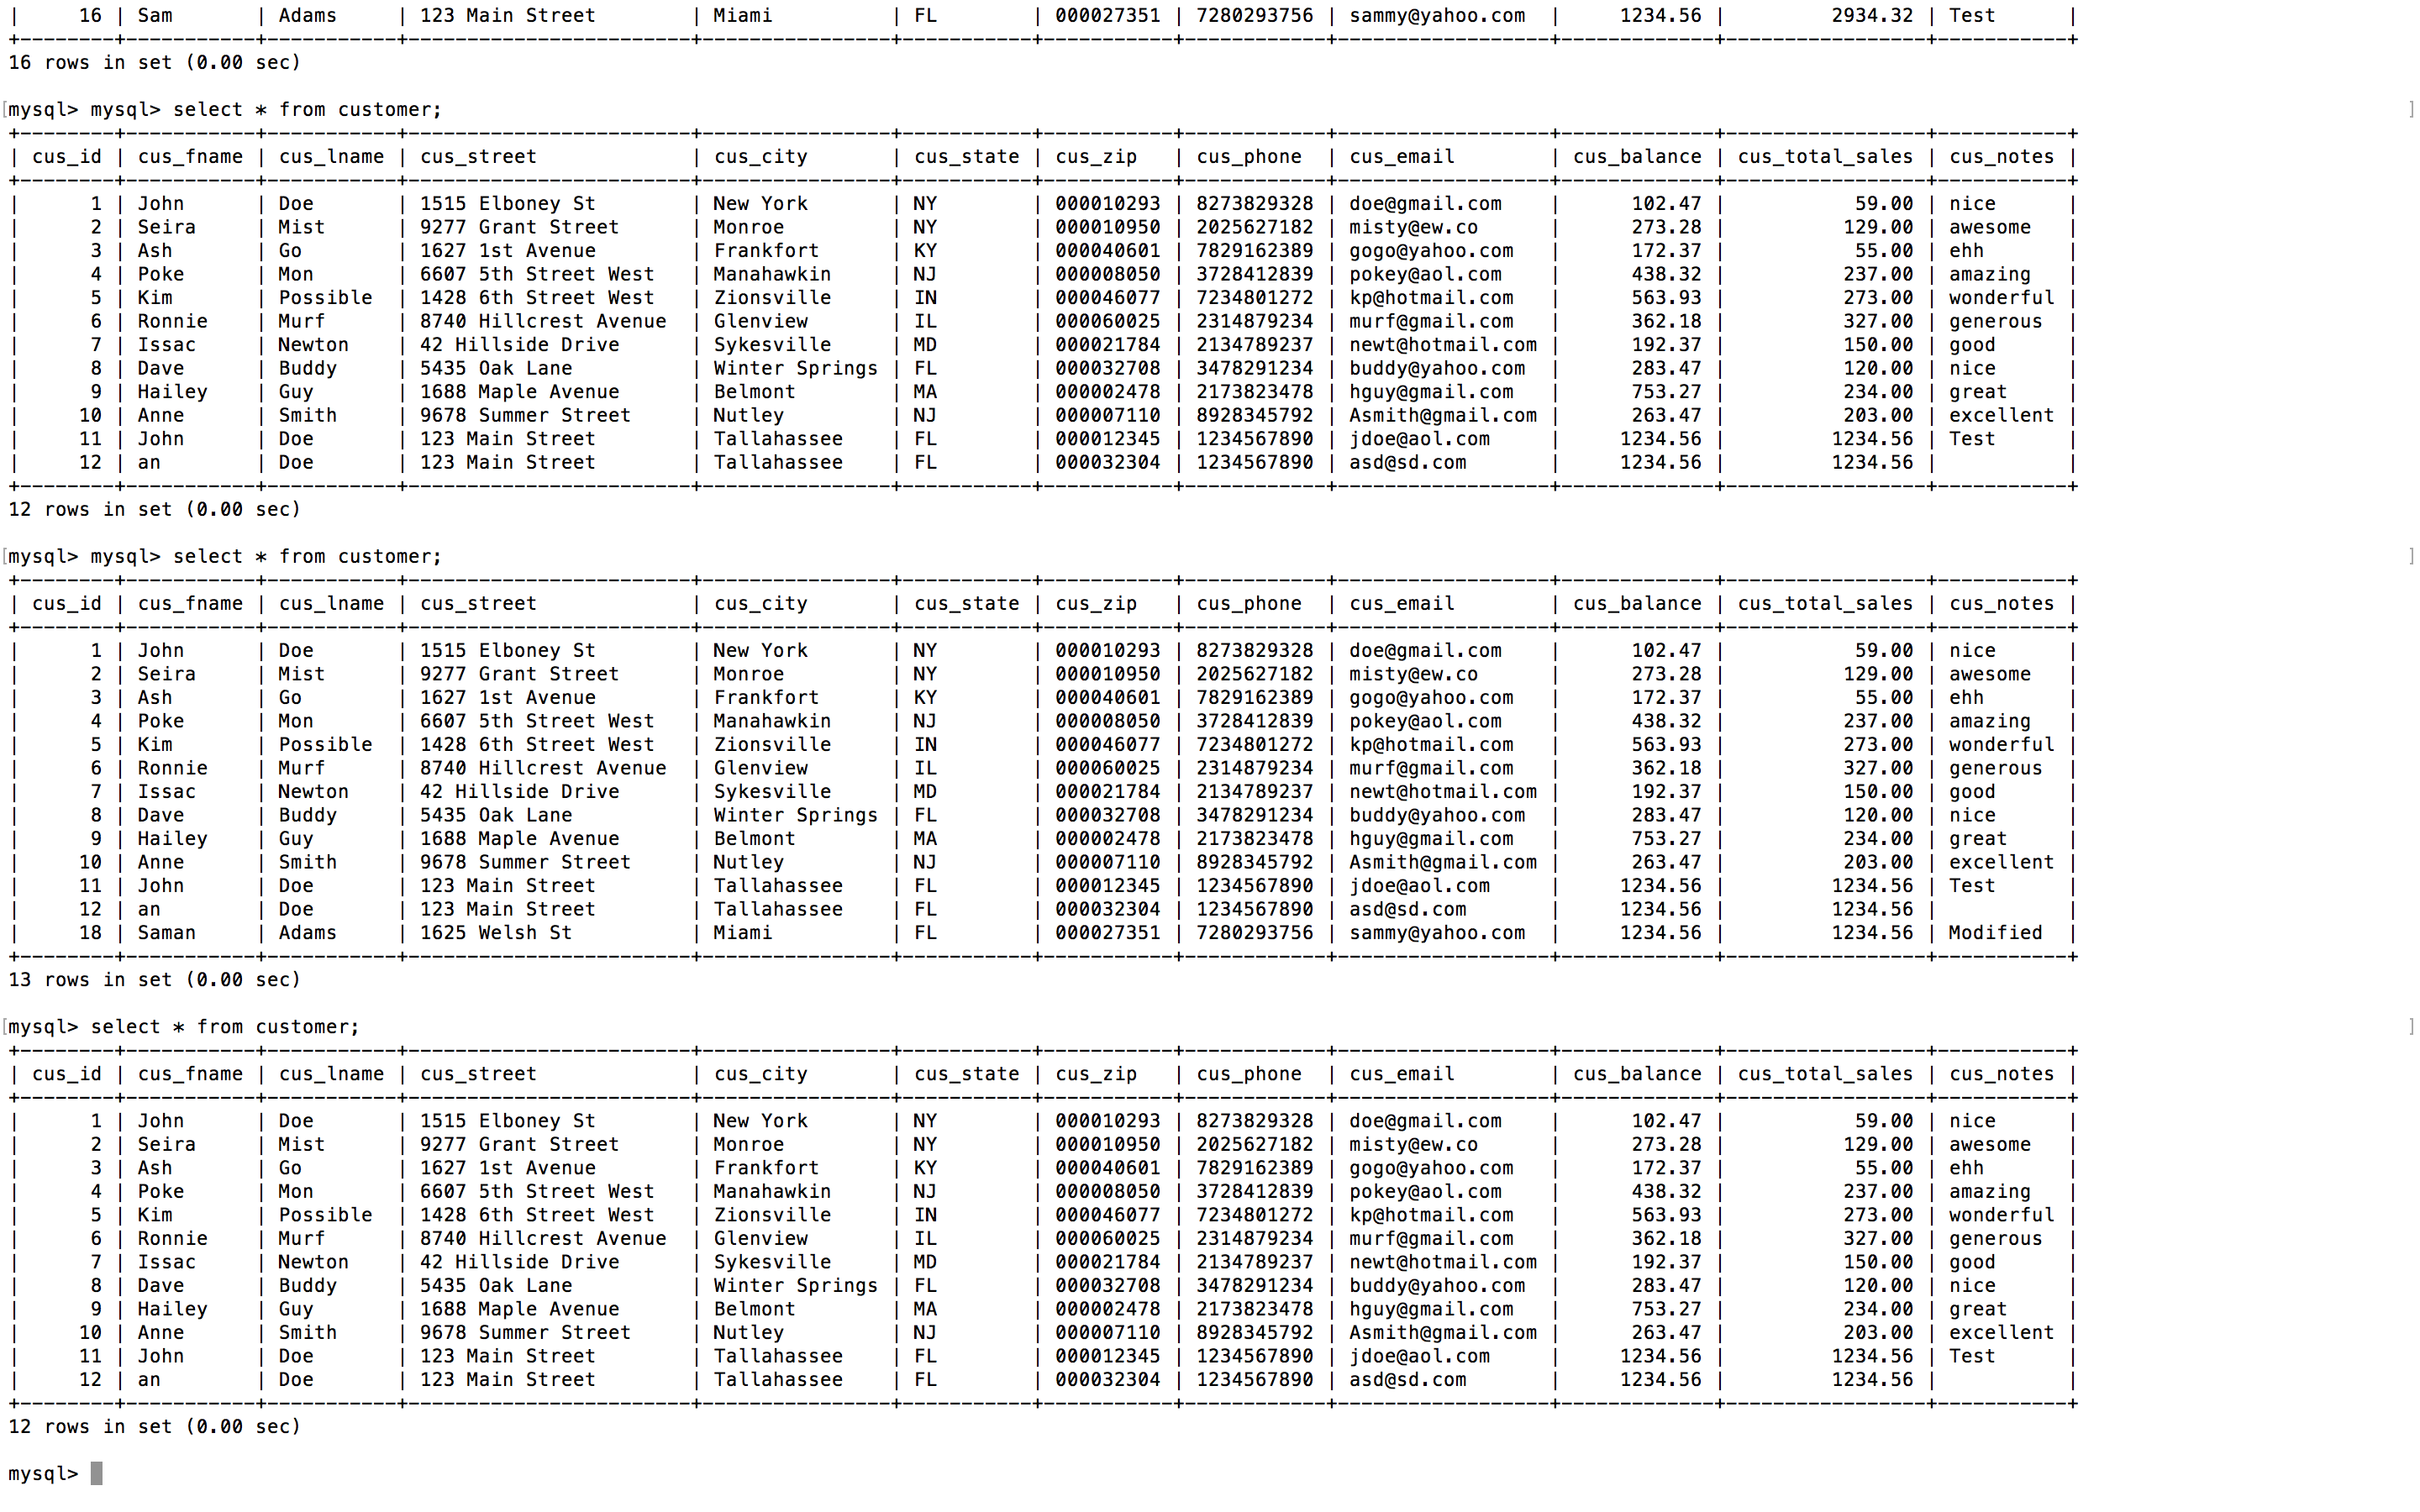 |     16 | Sam       | Adams     | 123 Main Street       | Miami          | FL        | 000027351 | 7280293756 | sammy@yahoo.com  |     1234.56 |         2934.32 | Test      |
+--------+-----------+-----------+-----------------------+----------------+-----------+-----------+------------+------------------+-------------+-----------------+-----------+
16 rows in set (0.00 sec)
[mysql> mysql> select * from customer; ]
+--------+-----------+-----------+-----------------------+----------------+-----------+-----------+------------+------------------+-------------+-----------------+-----------+
| cus_id | cus_fname | cus_lname | cus_street            | cus_city       | cus_state | cus_zip   | cus_phone  | cus_email        | cus_balance | cus_total_sales | cus_notes |
+--------+-----------+-----------+-----------------------+----------------+-----------+-----------+------------+------------------+-------------+-----------------+-----------+
|      1 | John      | Doe       | 1515 Elboney St       | New York       | NY        | 000010293 | 8273829328 | doe@gmail.com    |      102.47 |           59.00 | nice      |
|      2 | Seira     | Mist      | 9277 Grant Street     | Monroe         | NY        | 000010950 | 2025627182 | misty@ew.co      |      273.28 |          129.00 | awesome   |
|      3 | Ash       | Go        | 1627 1st Avenue       | Frankfort      | KY        | 000040601 | 7829162389 | gogo@yahoo.com   |      172.37 |           55.00 | ehh       |
|      4 | Poke      | Mon       | 6607 5th Street West  | Manahawkin     | NJ        | 000008050 | 3728412839 | pokey@aol.com    |      438.32 |          237.00 | amazing   |
|      5 | Kim       | Possible  | 1428 6th Street West  | Zionsville     | IN        | 000046077 | 7234801272 | kp@hotmail.com   |      563.93 |          273.00 | wonderful |
|      6 | Ronnie    | Murf      | 8740 Hillcrest Avenue | Glenview       | IL        | 000060025 | 2314879234 | murf@gmail.com   |      362.18 |          327.00 | generous  |
|      7 | Issac     | Newton    | 42 Hillside Drive     | Sykesville     | MD        | 000021784 | 2134789237 | newt@hotmail.com |      192.37 |          150.00 | good      |
|      8 | Dave      | Buddy     | 5435 Oak Lane         | Winter Springs | FL        | 000032708 | 3478291234 | buddy@yahoo.com  |      283.47 |          120.00 | nice      |
|      9 | Hailey    | Guy       | 1688 Maple Avenue     | Belmont        | MA        | 000002478 | 2173823478 | hguy@gmail.com   |      753.27 |          234.00 | great     |
|     10 | Anne      | Smith     | 9678 Summer Street    | Nutley         | NJ        | 000007110 | 8928345792 | Asmith@gmail.com |      263.47 |          203.00 | excellent |
|     11 | John      | Doe       | 123 Main Street       | Tallahassee    | FL        | 000012345 | 1234567890 | jdoe@aol.com     |     1234.56 |         1234.56 | Test      |
|     12 | an        | Doe       | 123 Main Street       | Tallahassee    | FL        | 000032304 | 1234567890 | asd@sd.com       |     1234.56 |         1234.56 |           |
+--------+-----------+-----------+-----------------------+----------------+-----------+-----------+------------+------------------+-------------+-----------------+-----------+
12 rows in set (0.00 sec)
[mysql> mysql> select * from customer; ]
+--------+-----------+-----------+-----------------------+----------------+-----------+-----------+------------+------------------+-------------+-----------------+-----------+
| cus_id | cus_fname | cus_lname | cus_street            | cus_city       | cus_state | cus_zip   | cus_phone  | cus_email        | cus_balance | cus_total_sales | cus_notes |
+--------+-----------+-----------+-----------------------+----------------+-----------+-----------+------------+------------------+-------------+-----------------+-----------+
|      1 | John      | Doe       | 1515 Elboney St       | New York       | NY        | 000010293 | 8273829328 | doe@gmail.com    |      102.47 |           59.00 | nice      |
|      2 | Seira     | Mist      | 9277 Grant Street     | Monroe         | NY        | 000010950 | 2025627182 | misty@ew.co      |      273.28 |          129.00 | awesome   |
|      3 | Ash       | Go        | 1627 1st Avenue       | Frankfort      | KY        | 000040601 | 7829162389 | gogo@yahoo.com   |      172.37 |           55.00 | ehh       |
|      4 | Poke      | Mon       | 6607 5th Street West  | Manahawkin     | NJ        | 000008050 | 3728412839 | pokey@aol.com    |      438.32 |          237.00 | amazing   |
|      5 | Kim       | Possible  | 1428 6th Street West  | Zionsville     | IN        | 000046077 | 7234801272 | kp@hotmail.com   |      563.93 |          273.00 | wonderful |
|      6 | Ronnie    | Murf      | 8740 Hillcrest Avenue | Glenview       | IL        | 000060025 | 2314879234 | murf@gmail.com   |      362.18 |          327.00 | generous  |
|      7 | Issac     | Newton    | 42 Hillside Drive     | Sykesville     | MD        | 000021784 | 2134789237 | newt@hotmail.com |      192.37 |          150.00 | good      |
|      8 | Dave      | Buddy     | 5435 Oak Lane         | Winter Springs | FL        | 000032708 | 3478291234 | buddy@yahoo.com  |      283.47 |          120.00 | nice      |
|      9 | Hailey    | Guy       | 1688 Maple Avenue     | Belmont        | MA        | 000002478 | 2173823478 | hguy@gmail.com   |      753.27 |          234.00 | great     |
|     10 | Anne      | Smith     | 9678 Summer Street    | Nutley         | NJ        | 000007110 | 8928345792 | Asmith@gmail.com |      263.47 |          203.00 | excellent |
|     11 | John      | Doe       | 123 Main Street       | Tallahassee    | FL        | 000012345 | 1234567890 | jdoe@aol.com     |     1234.56 |         1234.56 | Test      |
|     12 | an        | Doe       | 123 Main Street       | Tallahassee    | FL        | 000032304 | 1234567890 | asd@sd.com       |     1234.56 |         1234.56 |           |
|     18 | Saman     | Adams     | 1625 Welsh St         | Miami          | FL        | 000027351 | 7280293756 | sammy@yahoo.com  |     1234.56 |         1234.56 | Modified  |
+--------+-----------+-----------+-----------------------+----------------+-----------+-----------+------------+------------------+-------------+-----------------+-----------+
13 rows in set (0.00 sec)
[mysql> select * from customer; ]
+--------+-----------+-----------+-----------------------+----------------+-----------+-----------+------------+------------------+-------------+-----------------+-----------+
| cus_id | cus_fname | cus_lname | cus_street            | cus_city       | cus_state | cus_zip   | cus_phone  | cus_email        | cus_balance | cus_total_sales | cus_notes |
+--------+-----------+-----------+-----------------------+----------------+-----------+-----------+------------+------------------+-------------+-----------------+-----------+
|      1 | John      | Doe       | 1515 Elboney St       | New York       | NY        | 000010293 | 8273829328 | doe@gmail.com    |      102.47 |           59.00 | nice      |
|      2 | Seira     | Mist      | 9277 Grant Street     | Monroe         | NY        | 000010950 | 2025627182 | misty@ew.co      |      273.28 |          129.00 | awesome   |
|      3 | Ash       | Go        | 1627 1st Avenue       | Frankfort      | KY        | 000040601 | 7829162389 | gogo@yahoo.com   |      172.37 |           55.00 | ehh       |
|      4 | Poke      | Mon       | 6607 5th Street West  | Manahawkin     | NJ        | 000008050 | 3728412839 | pokey@aol.com    |      438.32 |          237.00 | amazing   |
|      5 | Kim       | Possible  | 1428 6th Street West  | Zionsville     | IN        | 000046077 | 7234801272 | kp@hotmail.com   |      563.93 |          273.00 | wonderful |
|      6 | Ronnie    | Murf      | 8740 Hillcrest Avenue | Glenview       | IL        | 000060025 | 2314879234 | murf@gmail.com   |      362.18 |          327.00 | generous  |
|      7 | Issac     | Newton    | 42 Hillside Drive     | Sykesville     | MD        | 000021784 | 2134789237 | newt@hotmail.com |      192.37 |          150.00 | good      |
|      8 | Dave      | Buddy     | 5435 Oak Lane         | Winter Springs | FL        | 000032708 | 3478291234 | buddy@yahoo.com  |      283.47 |          120.00 | nice      |
|      9 | Hailey    | Guy       | 1688 Maple Avenue     | Belmont        | MA        | 000002478 | 2173823478 | hguy@gmail.com   |      753.27 |          234.00 | great     |
|     10 | Anne      | Smith     | 9678 Summer Street    | Nutley         | NJ        | 000007110 | 8928345792 | Asmith@gmail.com |      263.47 |          203.00 | excellent |
|     11 | John      | Doe       | 123 Main Street       | Tallahassee    | FL        | 000012345 | 1234567890 | jdoe@aol.com     |     1234.56 |         1234.56 | Test      |
|     12 | an        | Doe       | 123 Main Street       | Tallahassee    | FL        | 000032304 | 1234567890 | asd@sd.com       |     1234.56 |         1234.56 |           |
+--------+-----------+-----------+-----------------------+----------------+-----------+-----------+------------+------------------+-------------+-----------------+-----------+
12 rows in set (0.00 sec)
mysql>